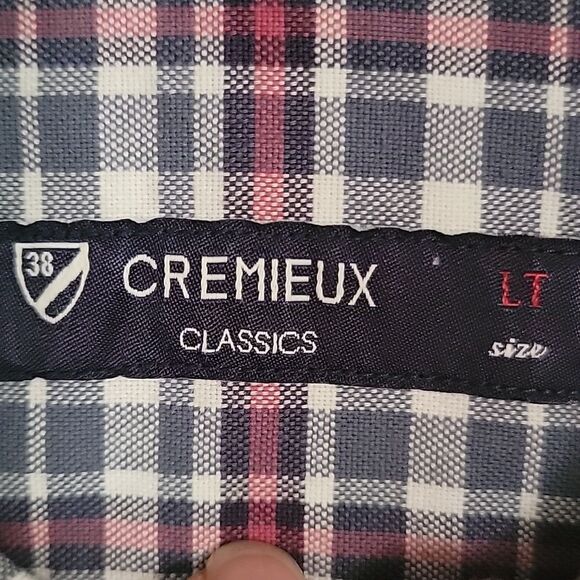 38
CREMIEUX
CLASSICS
LT
size